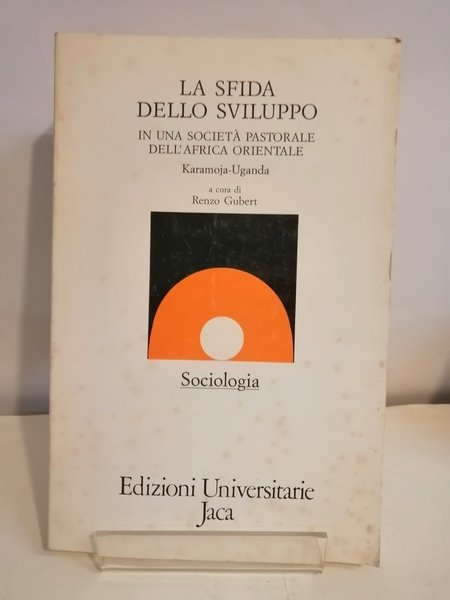 LA SFIDA
DELLO SVILUPPO
IN UNA SOCIETÀ PASTORALE
DELL'AFRICA ORIENTALE
Karamoja-Uganda
a cura di
Renzo Gubert
Sociologia
Edizioni Universitarie
Jaca